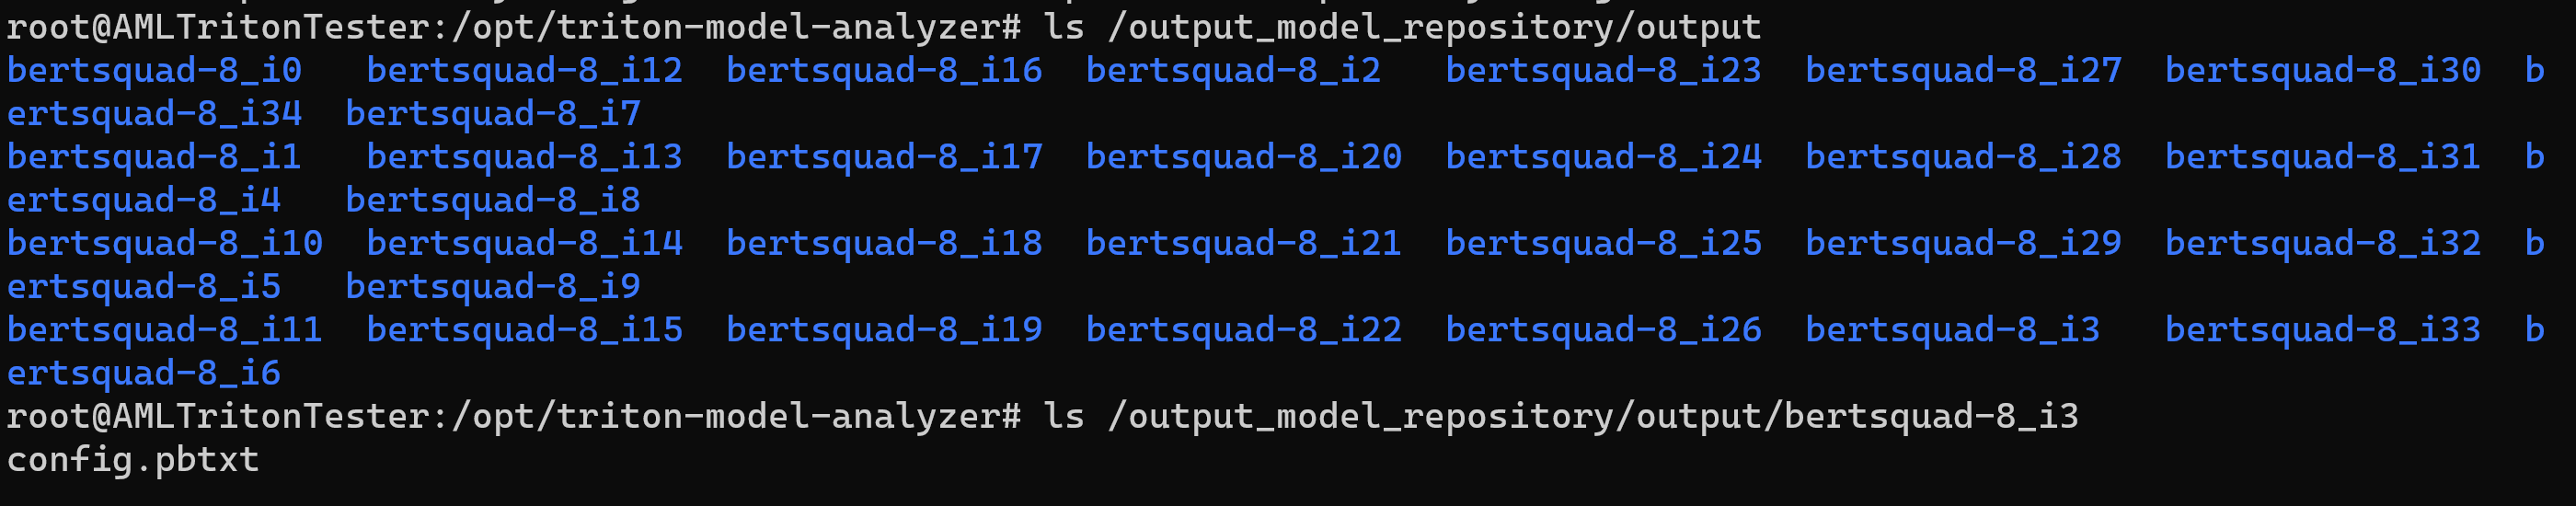 root@AMLTritonTester:/opt/triton-model-analyzer# ls /output_model_repository/output
bertsquad-8_i0   bertsquad-8_i12  bertsquad-8_i16  bertsquad-8_i2   bertsquad-8_i23  bertsquad-8_i27  bertsquad-8_i30  b
ertsquad-8_i34  bertsquad-8_i7
bertsquad-8_i1   bertsquad-8_i13  bertsquad-8_i17  bertsquad-8_i20  bertsquad-8_i24  bertsquad-8_i28  bertsquad-8_i31  b
ertsquad-8_i4   bertsquad-8_i8
bertsquad-8_i10  bertsquad-8_i14  bertsquad-8_i18  bertsquad-8_i21  bertsquad-8_i25  bertsquad-8_i29  bertsquad-8_i32  b
ertsquad-8_i5   bertsquad-8_i9
bertsquad-8_i11  bertsquad-8_i15  bertsquad-8_i19  bertsquad-8_i22  bertsquad-8_i26  bertsquad-8_i3   bertsquad-8_i33  b
ertsquad-8_i6
root@AMLTritonTester:/opt/triton-model-analyzer# ls /output_model_repository/output/bertsquad-8_i3
config.pbtxt